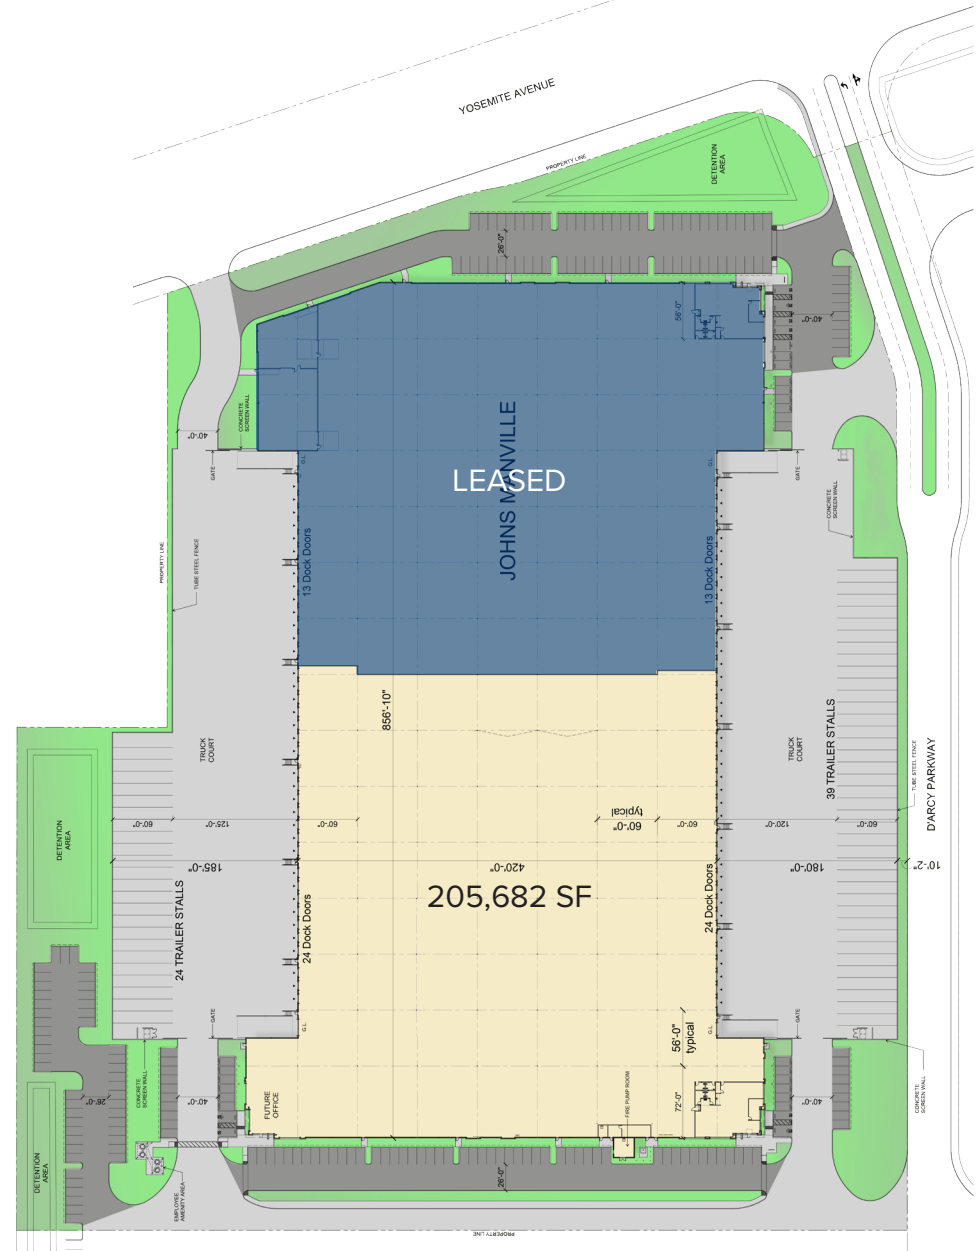 YOSEMITE AVENUE
PROPERTY LINE
DETENTION
AREA
26'-0"
56'-0"
40'-0"
40'-0"
CONCRETE
SCREEN WALL
GATE
G.L.
G.L.
GATE
JOHNS MANVILLE
LEASED
CONCRETE
SCREEN WALL
PROPERTY LINE
TUBE STEEL FENCE
13 Dock Doors
13 Dock Doors
856'-10"
TRUCK
COURT
TRUCK
COURT
39 TRAILER STALLS
TUBE STEEL FENCE
D'ARCY PARKWAY
DETENTION
AREA
60'-0"
125'-0"
60'-0"
60'-0"
typical
60'-0"
120'-0"
60'-0"
185'-0"
420'-0"
180'-0"
10'-2"
205,682 SF
24 TRAILER STALLS
24 Dock Doors
24 Dock Doors
GATE
G.L.
56'-0"
typical
G.L.
GATE
CONCRETE
SCREEN WALL
26'-0"
40'-0"
FUTURE
OFFICE
FIRE PUMP ROOM
72'-0"
40'-0"
CONCRETE
SCREEN WALL
DETENTION
AREA
EMPLOYEE
AMENITY AREA
26'-0"
PROPERTY LINE